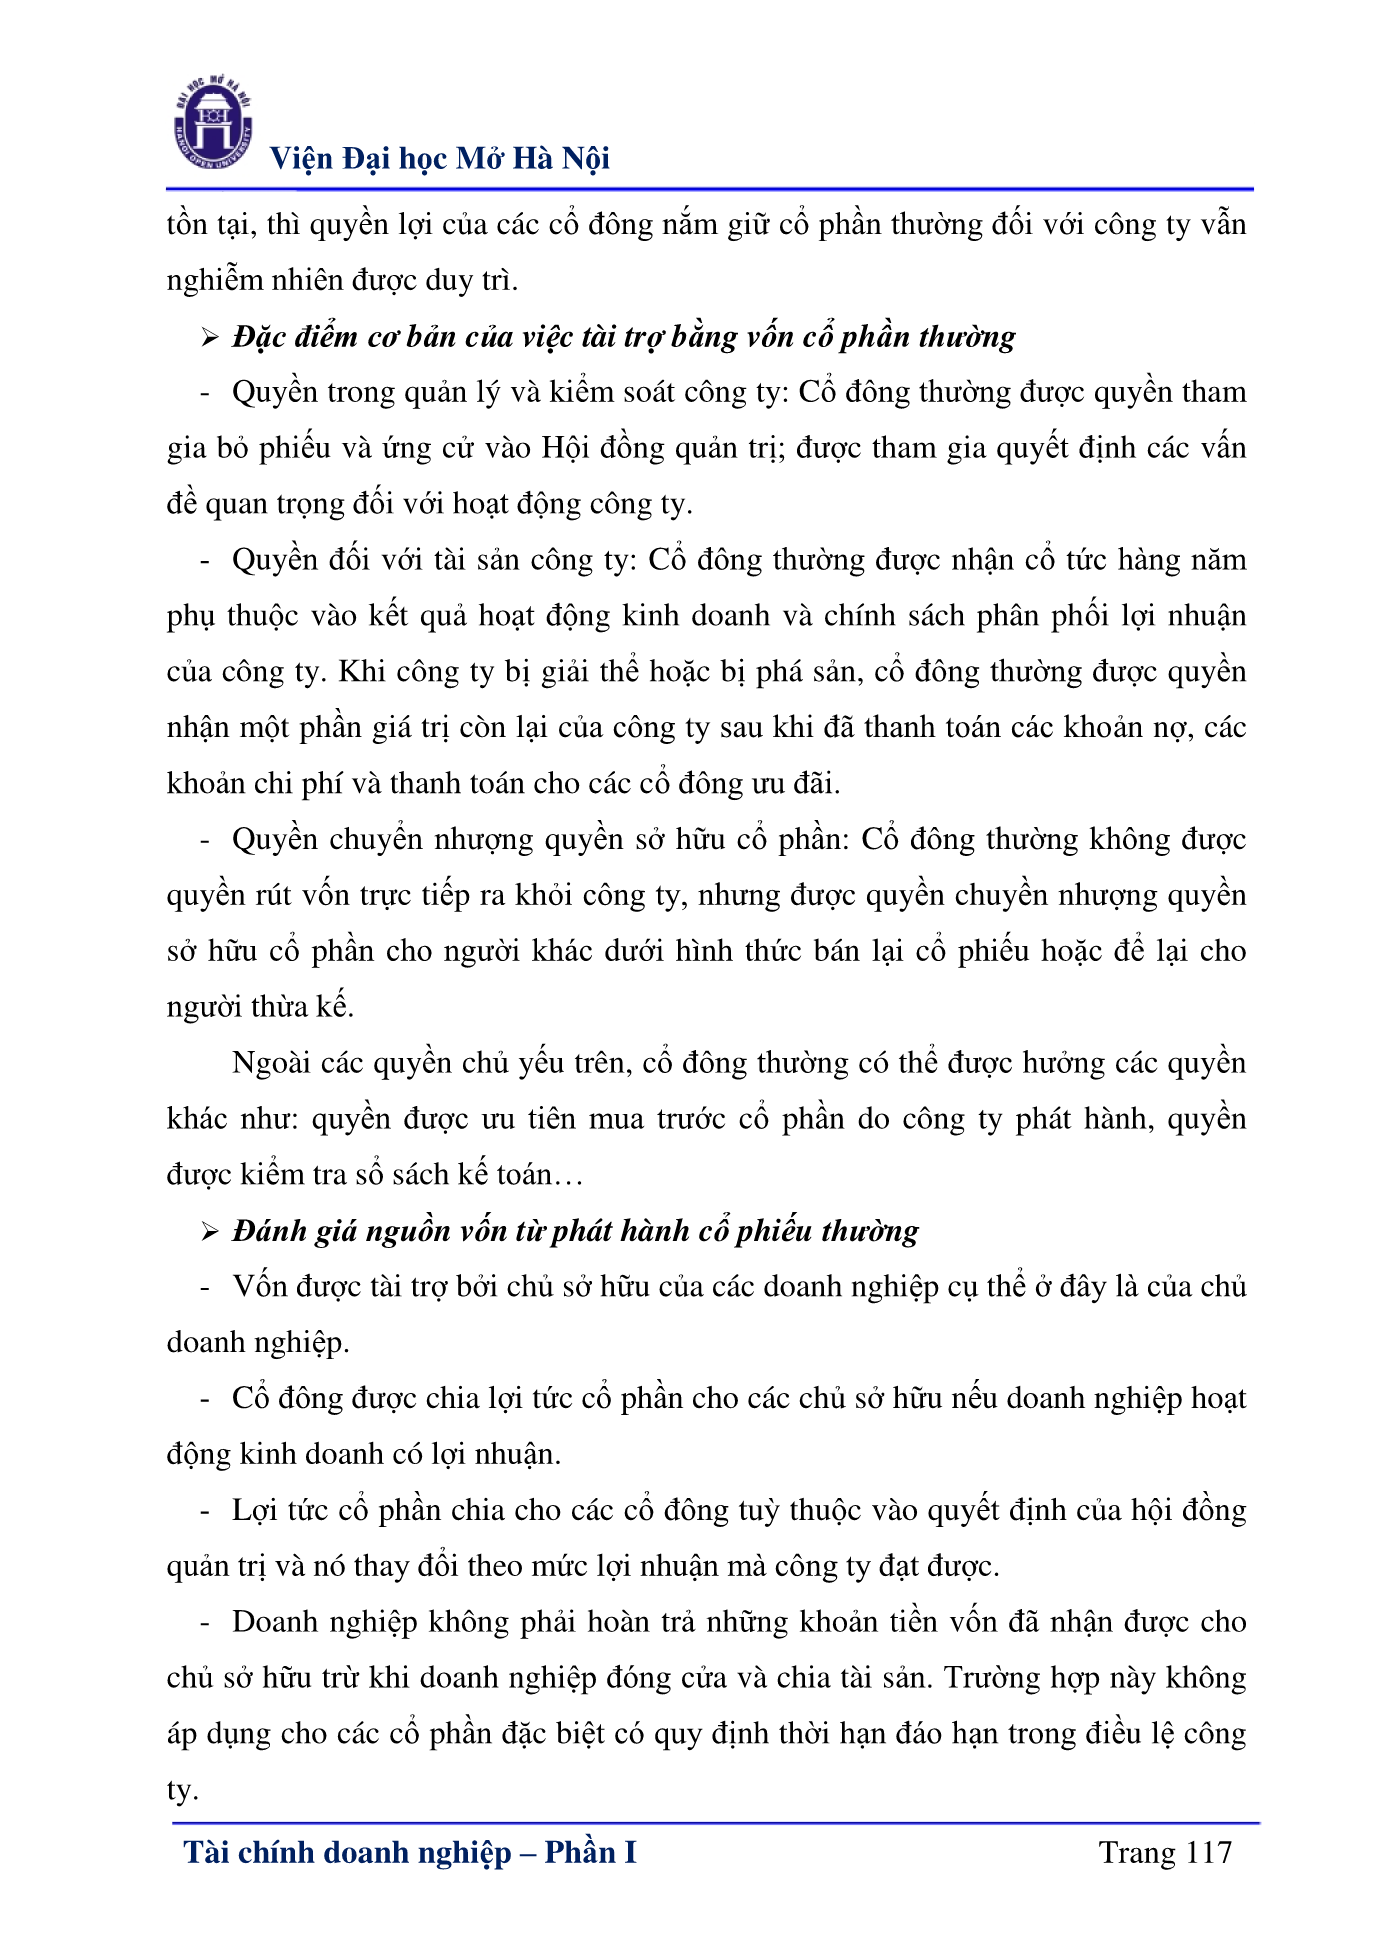 ĐẠI HỌC MỞ HÀ NỘI
HANOI OPEN UNIVERSITY
Viện Đại học Mở Hà Nội
tồn tại, thì quyền lợi của các cổ đông nắm giữ cổ phần thường đối với công ty vẫn
nghiễm nhiên được duy trì.
➢ Đặc điểm cơ bản của việc tài trợ bằng vốn cổ phần thường
- Quyền trong quản lý và kiểm soát công ty: Cổ đông thường được quyền tham
gia bỏ phiếu và ứng cử vào Hội đồng quản trị; được tham gia quyết định các vấn
đề quan trọng đối với hoạt động công ty.
- Quyền đối với tài sản công ty: Cổ đông thường được nhận cổ tức hàng năm
phụ thuộc vào kết quả hoạt động kinh doanh và chính sách phân phối lợi nhuận
của công ty. Khi công ty bị giải thể hoặc bị phá sản, cổ đông thường được quyền
nhận một phần giá trị còn lại của công ty sau khi đã thanh toán các khoản nợ, các
khoản chi phí và thanh toán cho các cổ đông ưu đãi.
- Quyền chuyển nhượng quyền sở hữu cổ phần: Cổ đông thường không được
quyền rút vốn trực tiếp ra khỏi công ty, nhưng được quyền chuyền nhượng quyền
sở hữu cổ phần cho người khác dưới hình thức bán lại cổ phiếu hoặc để lại cho
người thừa kế.
Ngoài các quyền chủ yếu trên, cổ đông thường có thể được hưởng các quyền
khác như: quyền được ưu tiên mua trước cổ phần do công ty phát hành, quyền
được kiểm tra sổ sách kế toán…
➢ Đánh giá nguồn vốn từ phát hành cổ phiếu thường
- Vốn được tài trợ bởi chủ sở hữu của các doanh nghiệp cụ thể ở đây là của chủ
doanh nghiệp.
- Cổ đông được chia lợi tức cổ phần cho các chủ sở hữu nếu doanh nghiệp hoạt
động kinh doanh có lợi nhuận.
- Lợi tức cổ phần chia cho các cổ đông tuỳ thuộc vào quyết định của hội đồng
quản trị và nó thay đổi theo mức lợi nhuận mà công ty đạt được.
- Doanh nghiệp không phải hoàn trả những khoản tiền vốn đã nhận được cho
chủ sở hữu trừ khi doanh nghiệp đóng cửa và chia tài sản. Trường hợp này không
áp dụng cho các cổ phần đặc biệt có quy định thời hạn đáo hạn trong điều lệ công
ty.
Tài chính doanh nghiệp – Phần I Trang 117